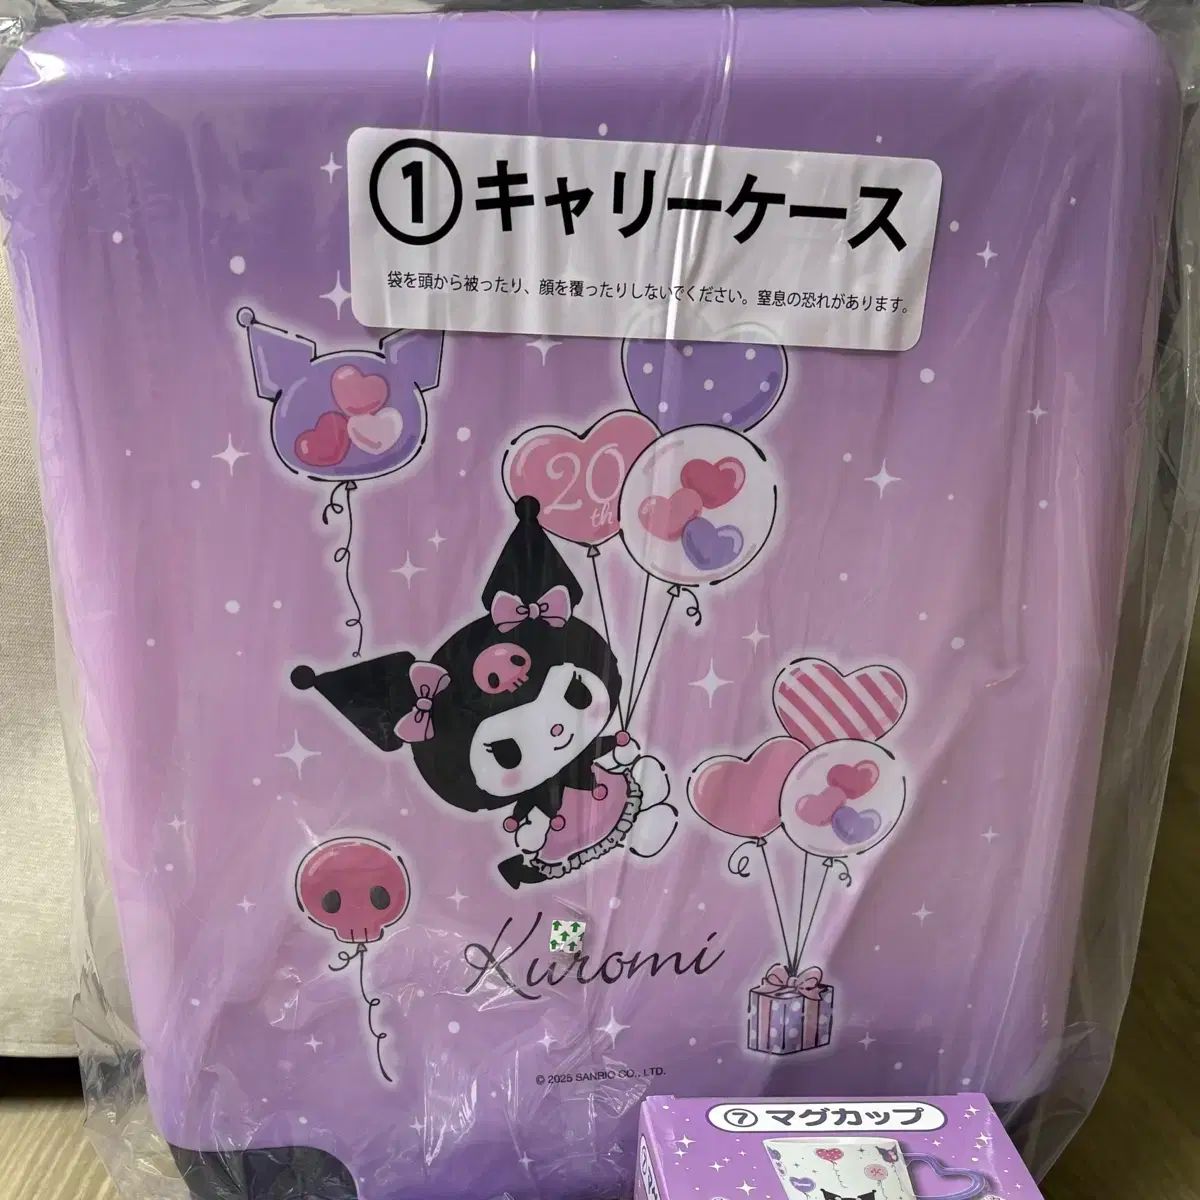 ①キャリーケース
袋を頭から被ったり、顔を覆ったりしないでください。窒息の恐れがあります。
20
th
Kuromi
© 2025 SANRIO CO., LTD.
⑦マグカップ